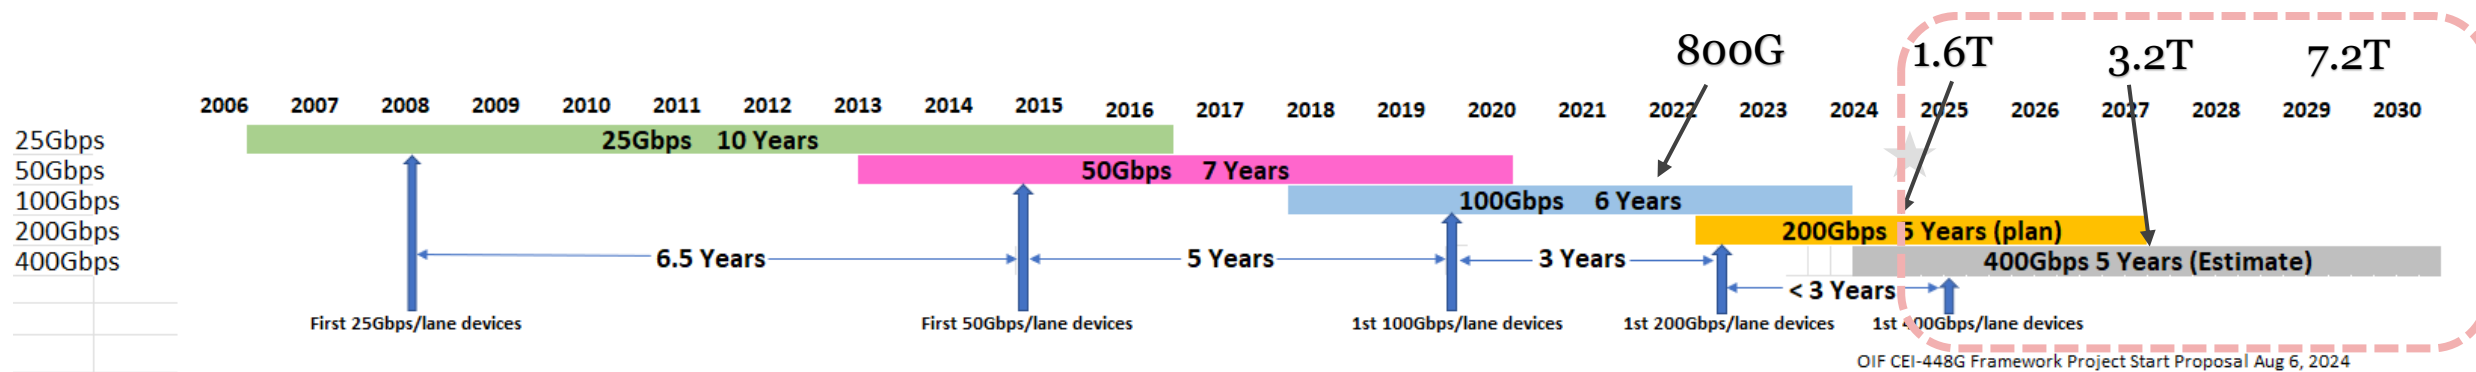 800G 1.6T 3.2T 7.2T
2006 2007 2008 2009 2010 2011 2012 2013 2014 2015 2016 2017 2018 2019 2020 2021 2022 2023 2024 2025 2026 2027 2028 2029 2030
25Gbps 25Gbps 10 Years
50Gbps 50Gbps 7 Years
100Gbps 100Gbps 6 Years
200Gbps 200Gbps 5 Years (plan)
400Gbps 6.5 Years 5 Years 3 Years 400Gbps 5 Years (Estimate)
< 3 Years
First 25Gbps/lane devices First 50Gbps/lane devices 1st 100Gbps/lane devices 1st 200Gbps/lane devices 1st 400Gbps/lane devices
OIF CEI-448G Framework Project Start Proposal Aug 6, 2024